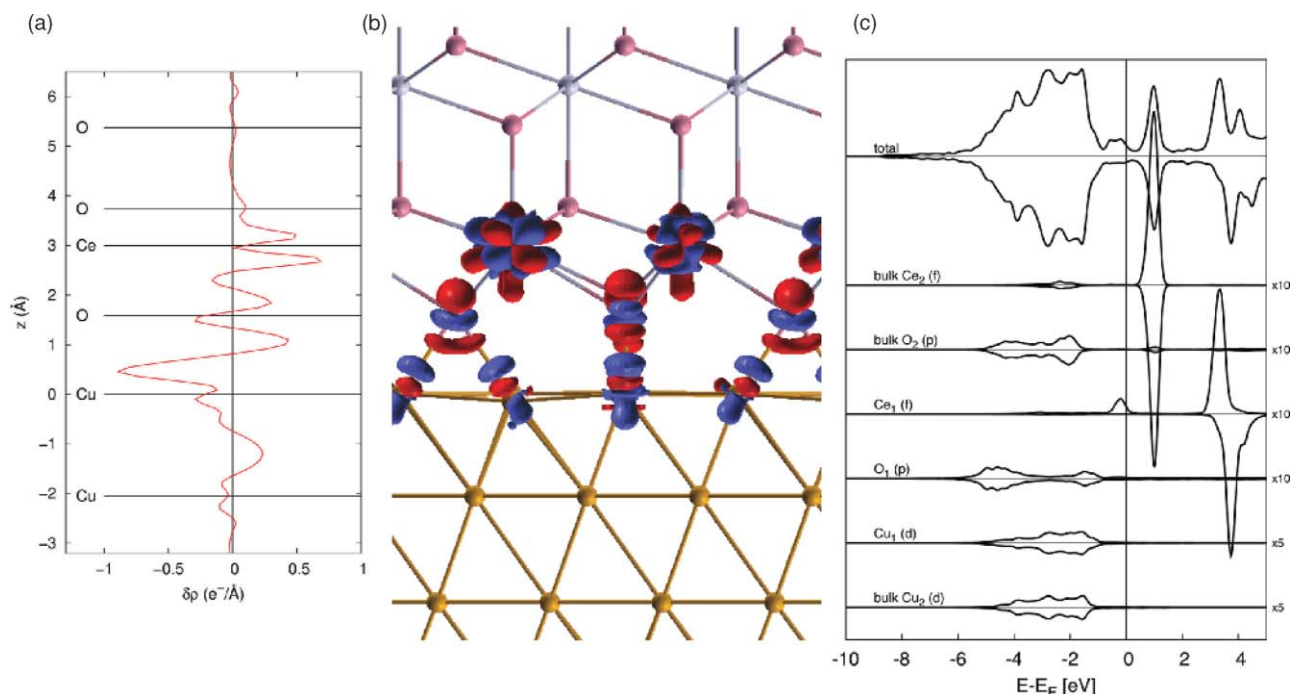 (a)
6
5
4
3
2
1
0
−1
−2
−3
z (Å)
O
O
Ce
O
Cu
Cu
−1
−0.5
0
0.5
1
δρ (e⁻/Å)
(b)
(c)
total
bulk Ce₂ (f)
x10
bulk O₂ (p)
x10
Ce₁ (f)
x10
O₁ (p)
x10
Cu₁ (d)
x5
bulk Cu₂ (d)
x5
-10
-8
-6
-4
-2
0
2
4
E-E_F [eV]